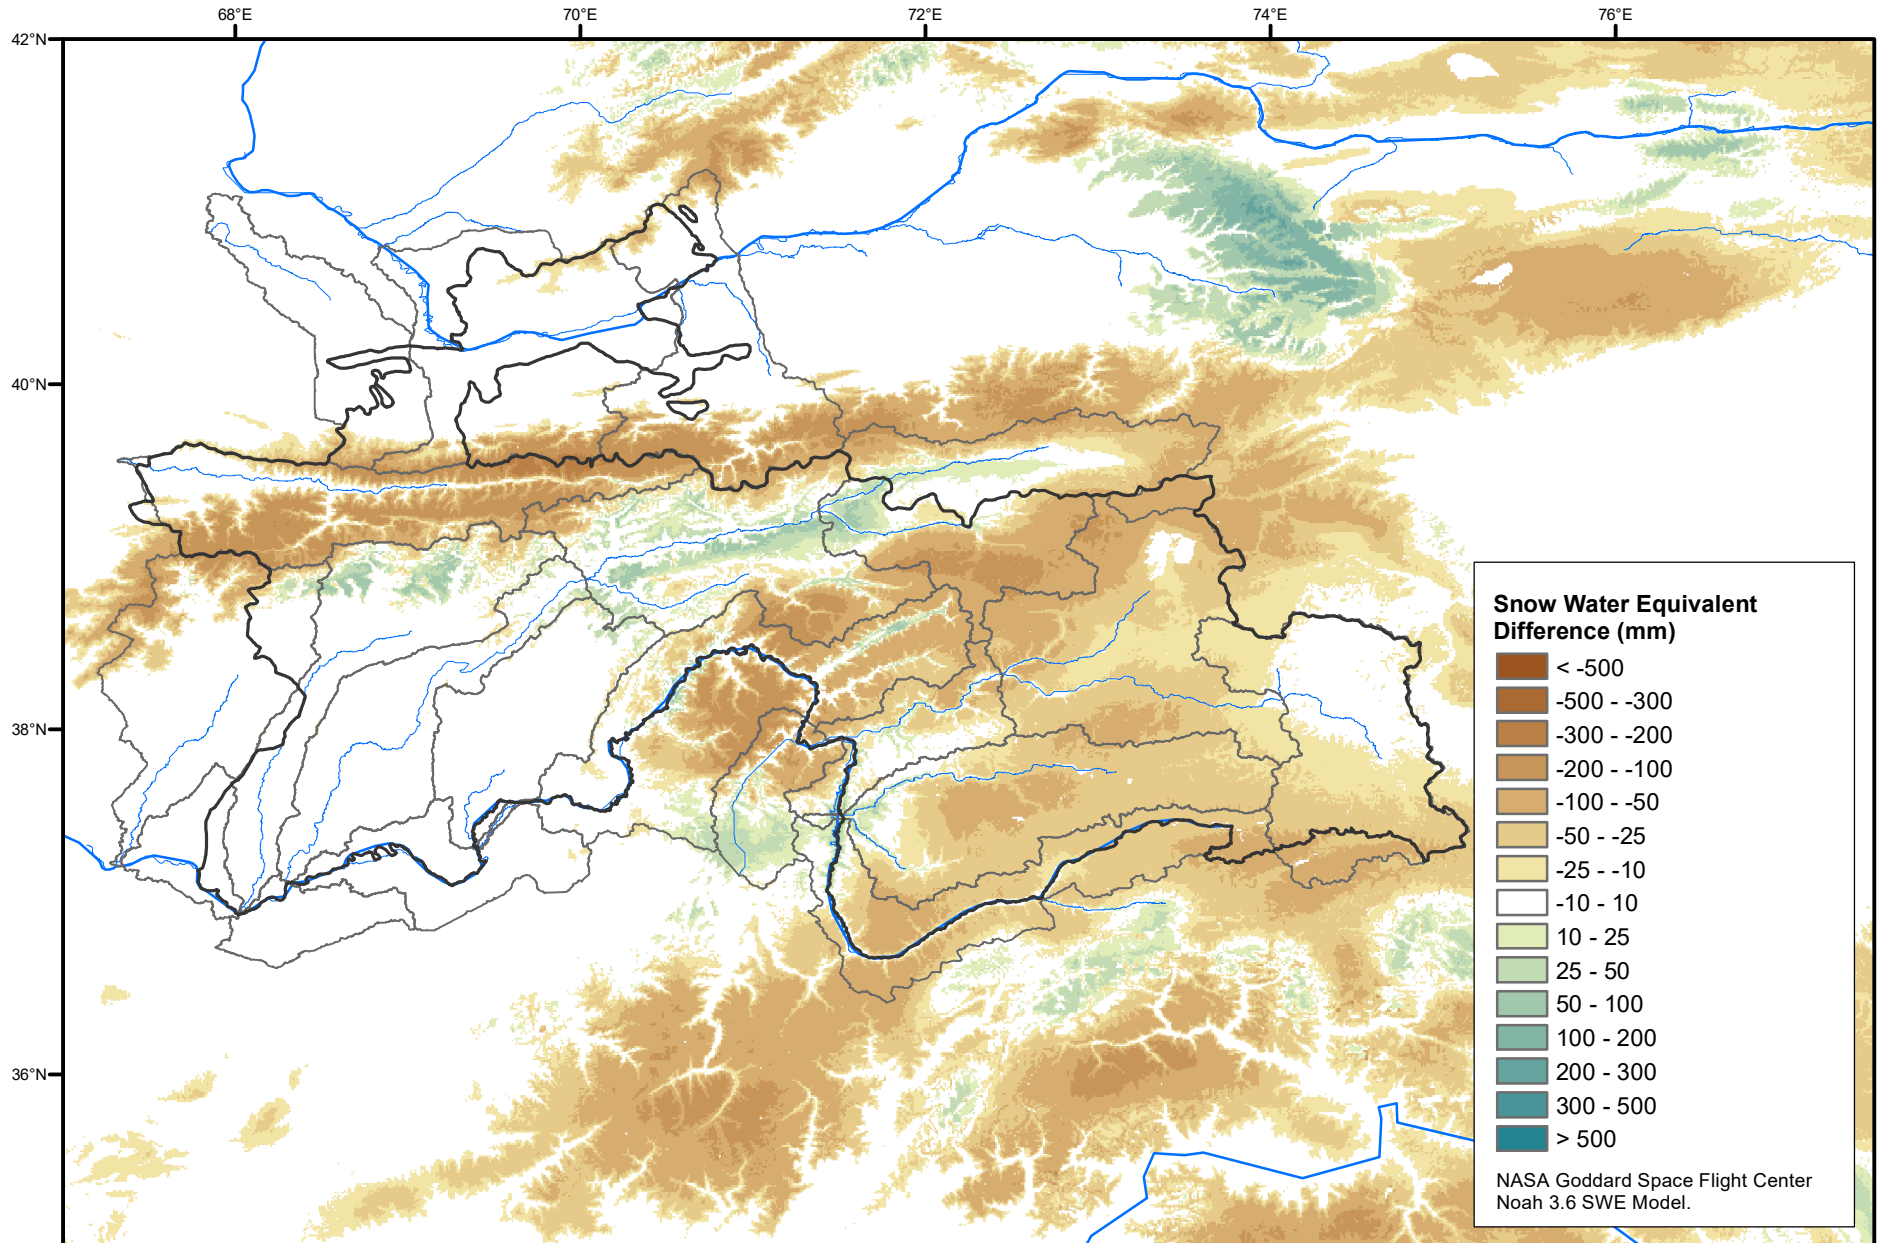 68°E
70°E
72°E
74°E
76°E
42°N
40°N
38°N
36°N
Snow Water Equivalent
Difference (mm)
< -500
-500 - -300
-300 - -200
-200 - -100
-100 - -50
-50 - -25
-25 - -10
-10 - 10
10 - 25
25 - 50
50 - 100
100 - 200
200 - 300
300 - 500
> 500
NASA Goddard Space Flight Center
Noah 3.6 SWE Model.